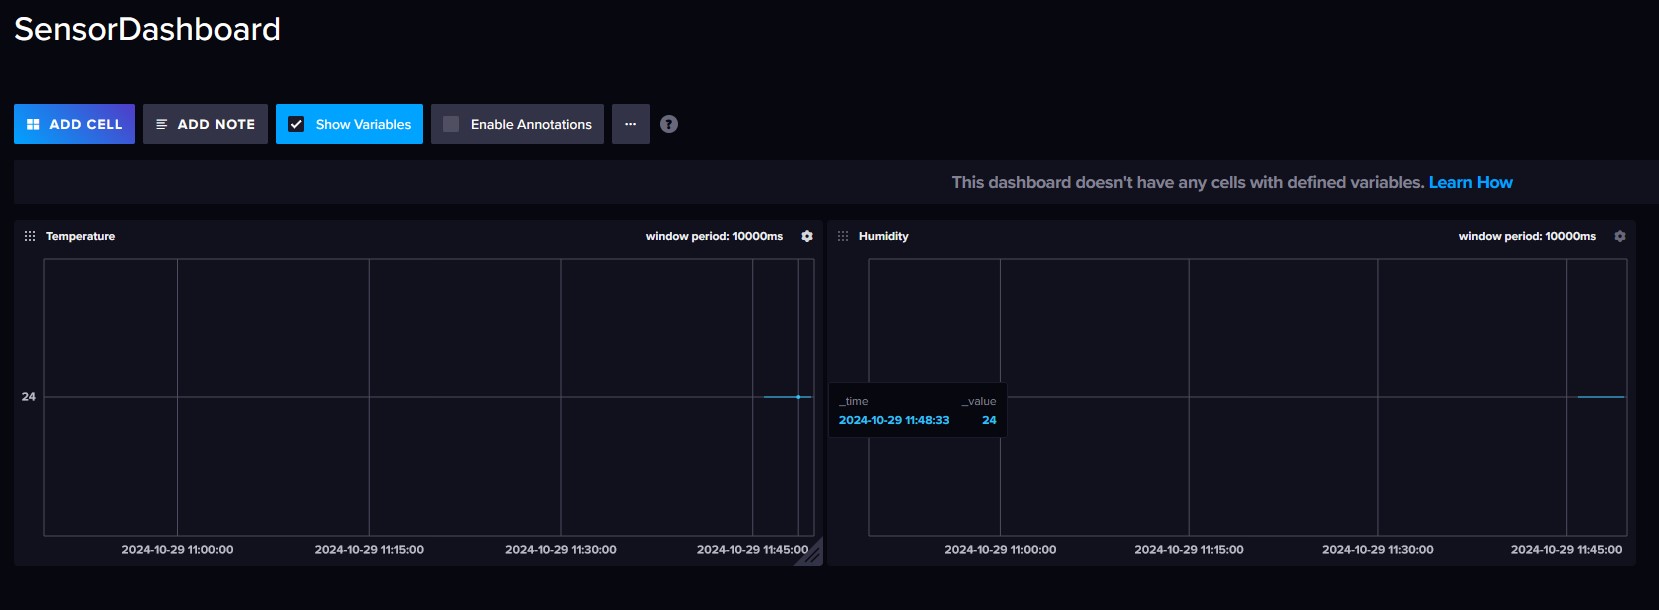 SensorDashboard
ADD CELL ADD NOTE Show Variables Enable Annotations ... ?
This dashboard doesn't have any cells with defined variables. Learn How
Temperature window period: 10000ms
Humidity window period: 10000ms
24
_time _value
2024-10-29 11:48:33 24
2024-10-29 11:00:00 2024-10-29 11:15:00 2024-10-29 11:30:00 2024-10-29 11:45:00
2024-10-29 11:00:00 2024-10-29 11:15:00 2024-10-29 11:30:00 2024-10-29 11:45:00